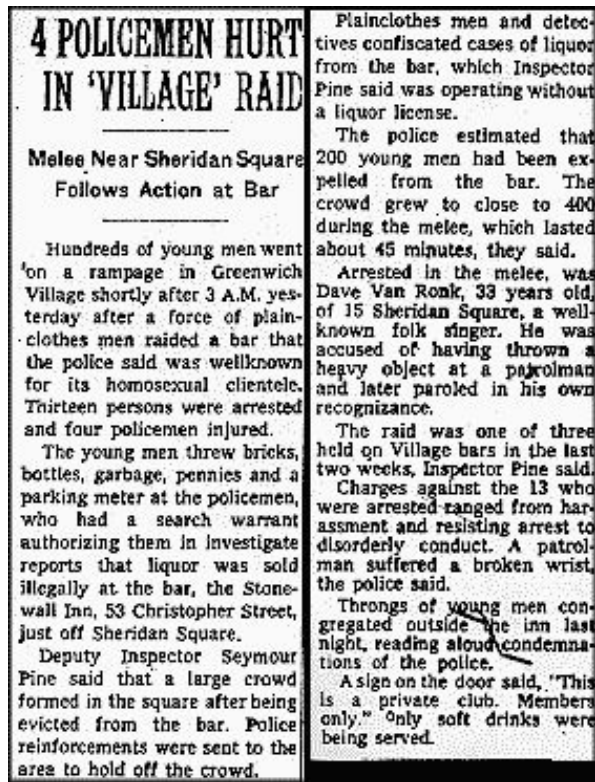 4 POLICEMEN HURT
IN 'VILLAGE' RAID
Melee Near Sheridan Square
Follows Action at Bar
Hundreds of young men went
on a rampage in Greenwich
Village shortly after 3 A.M. yes-
terday after a force of plain-
clothes men raided a bar that
the police said was wellknown
for its homosexual clientele.
Thirteen persons were arrested
and four policemen injured.
The young men threw bricks,
bottles, garbage, pennies and a
parking meter at the policemen,
who had a search warrant
authorizing them in investigate
reports that liquor was sold
illegally at the bar, the Stone-
wall Inn, 53 Christopher Street,
just off Sheridan Square.
Deputy Inspector Seymour
Pine said that a large crowd
formed in the square after being
evicted from the bar. Police
reinforcements were sent to the
area to hold off the crowd.
Plainclothes men and detec-
tives confiscated cases of liquor
from the bar, which Inspector
Pine said was operating without
a liquor license.
The police estimated that
200 young men had been ex-
pelled from the bar. The
crowd grew to close to 400
during the melee, which lasted
about 45 minutes, they said.
Arrested in the melee, was
Dave Van Ronk, 33 years old,
of 15 Sheridan Square, a well-
known folk singer. He was
accused of having thrown a
heavy object at a patrolman
and later paroled in his own
recognizance.
The raid was one of three
held on Village bars in the last
two weeks, Inspector Pine said.
Charges against the 13 who
were arrested ranged from har-
assment and resisting arrest to
disorderly conduct. A patrol-
man suffered a broken wrist,
the police said.
Throngs of young men con-
gregated outside the inn last
night, reading aloud condemna-
tions of the police.
A sign on the door said, "This
is a private club. Members
only." Only soft drinks were
being served.